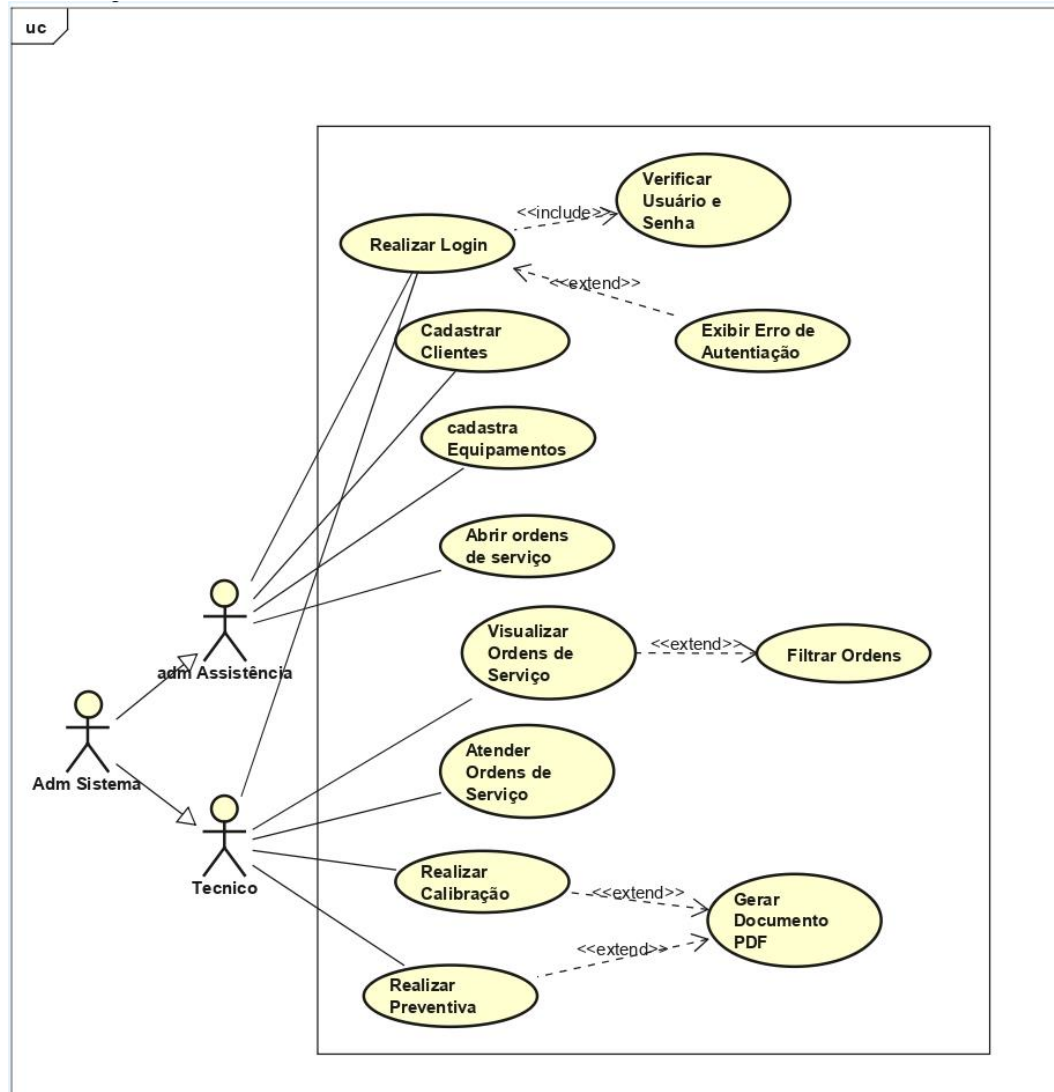 uc
Verificar
Usuário e
Senha
<<include>>
Realizar Login
<<extend>>
Cadastrar
Clientes
Exibir Erro de
Autentiação
cadastra
Equipamentos
Abrir ordens
de serviço
Visualizar
Ordens de
Serviço
<<extend>>
Filtrar Ordens
adm Assistência
Atender
Ordens de
Serviço
Adm Sistema
Tecnico
Realizar
Calibração
<<extend>>
Gerar
Documento
PDF
<<extend>>
Realizar
Preventiva